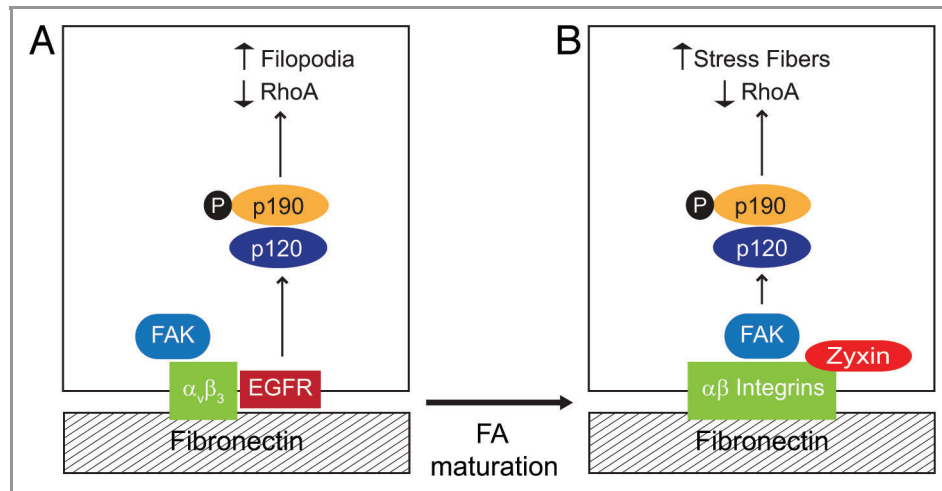 A
↑ Filopodia
↓ RhoA
P
p190
p120
FAK
αvβ3
EGFR
Fibronectin
FA
maturation
B
↑ Stress Fibers
↓ RhoA
P
p190
p120
FAK
Zyxin
αβ Integrins
Fibronectin